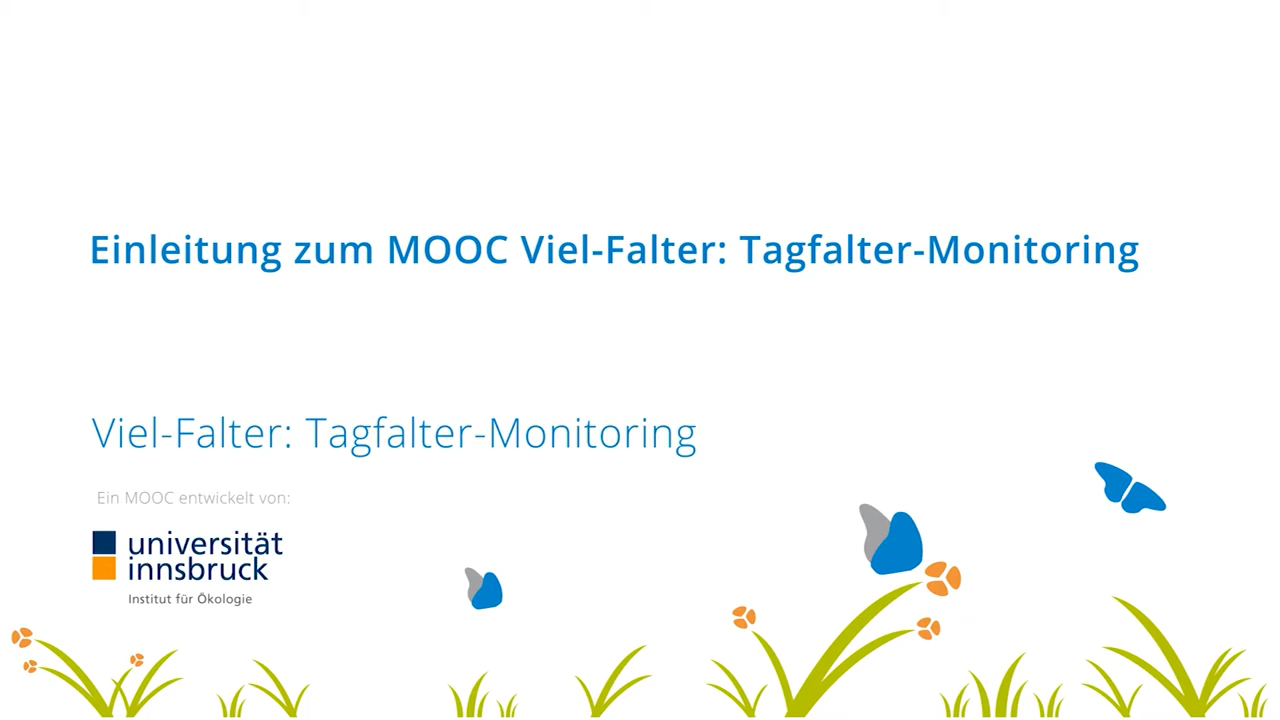 Einleitung zum MOOC Viel-Falter: Tagfalter-Monitoring
Viel-Falter: Tagfalter-Monitoring
Ein MOOC entwickelt von:
universität
innsbruck
Institut für Ökologie